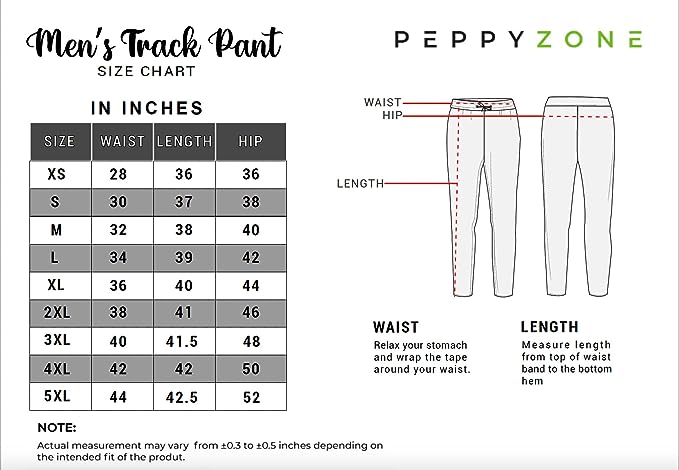 Men's Track Pant
SIZE CHART
PEPPYZONE
IN INCHES
SIZE WAIST LENGTH HIP
XS 28 36 36
S 30 37 38
M 32 38 40
L 34 39 42
XL 36 40 44
2XL 38 41 46
3XL 40 41.5 48
4XL 42 42 50
5XL 44 42.5 52
NOTE:
Actual measurement may vary from ±0.3 to ±0.5 inches depending on
the intended fit of the produt.
WAIST
HIP
LENGTH
WAIST
Relax your stomach
and wrap the tape
around your waist.
LENGTH
Measure length
from top of waist
band to the bottom
hem